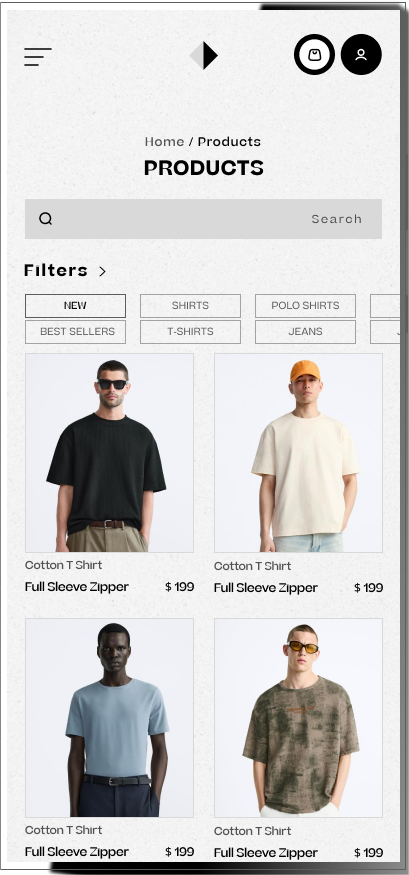 Home / Products
PRODUCTS
Search
Filters >
NEW
SHIRTS
POLO SHIRTS
BEST SELLERS
T-SHIRTS
JEANS
Cotton T Shirt
Full Sleeve Zipper
$ 199
Cotton T Shirt
Full Sleeve Zipper
$ 199
Cotton T Shirt
Full Sleeve Zipper
$ 199
Cotton T Shirt
Full Sleeve Zipper
$ 199